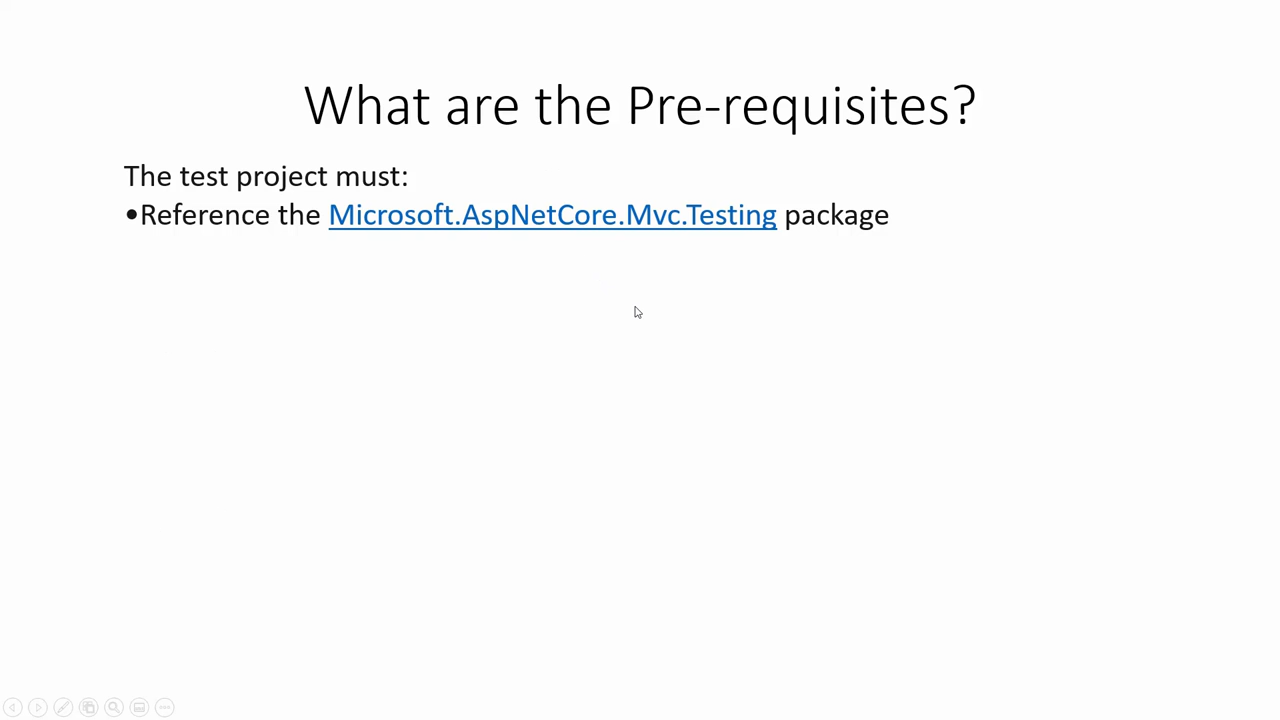 What are the Pre-requisites?
The test project must:
•Reference the Microsoft.AspNetCore.Mvc.Testing package